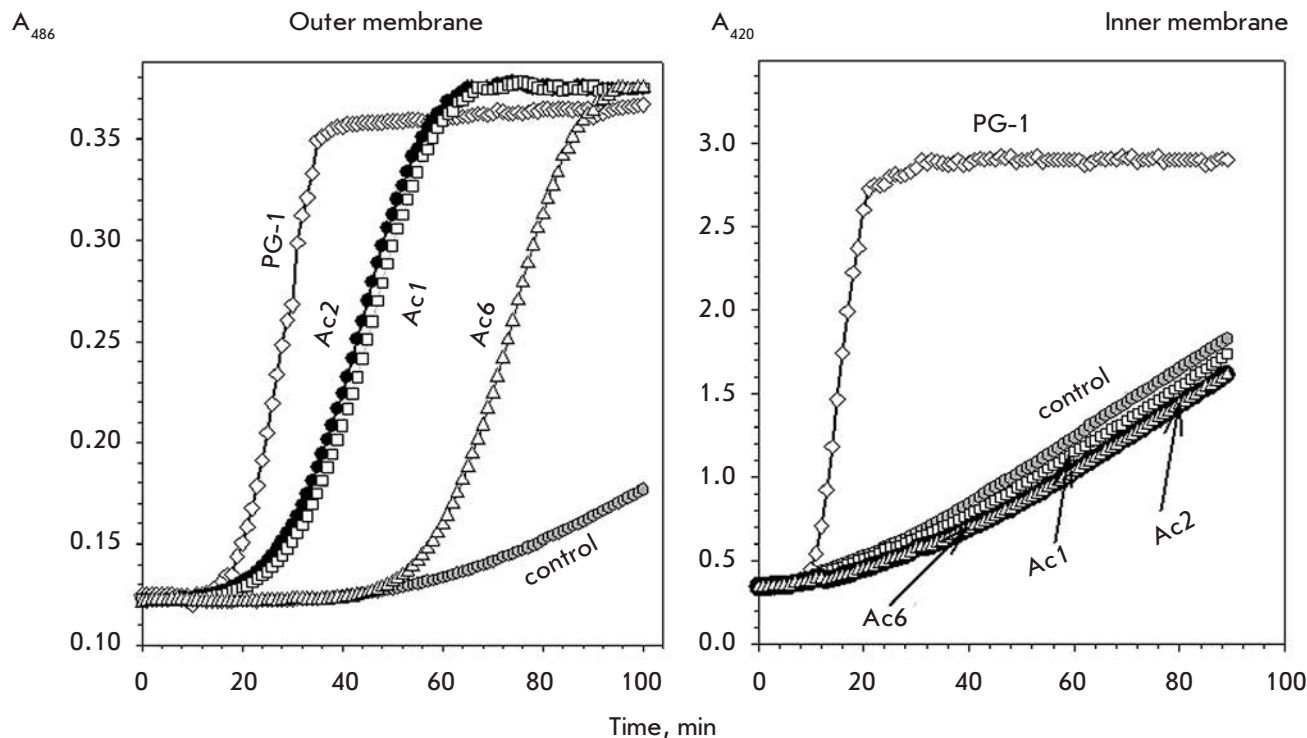 A486 Outer membrane
0.35
0.30
0.25
0.20
0.15
0.10
PG-1
Ac2
Ac1
Ac6
control
0 20 40 60 80 100
A420 Inner membrane
3.0
2.5
2.0
1.5
1.0
0.5
0.0
PG-1
control
Ac2
Ac1
Ac6
0 20 40 60 80 100
Time, min